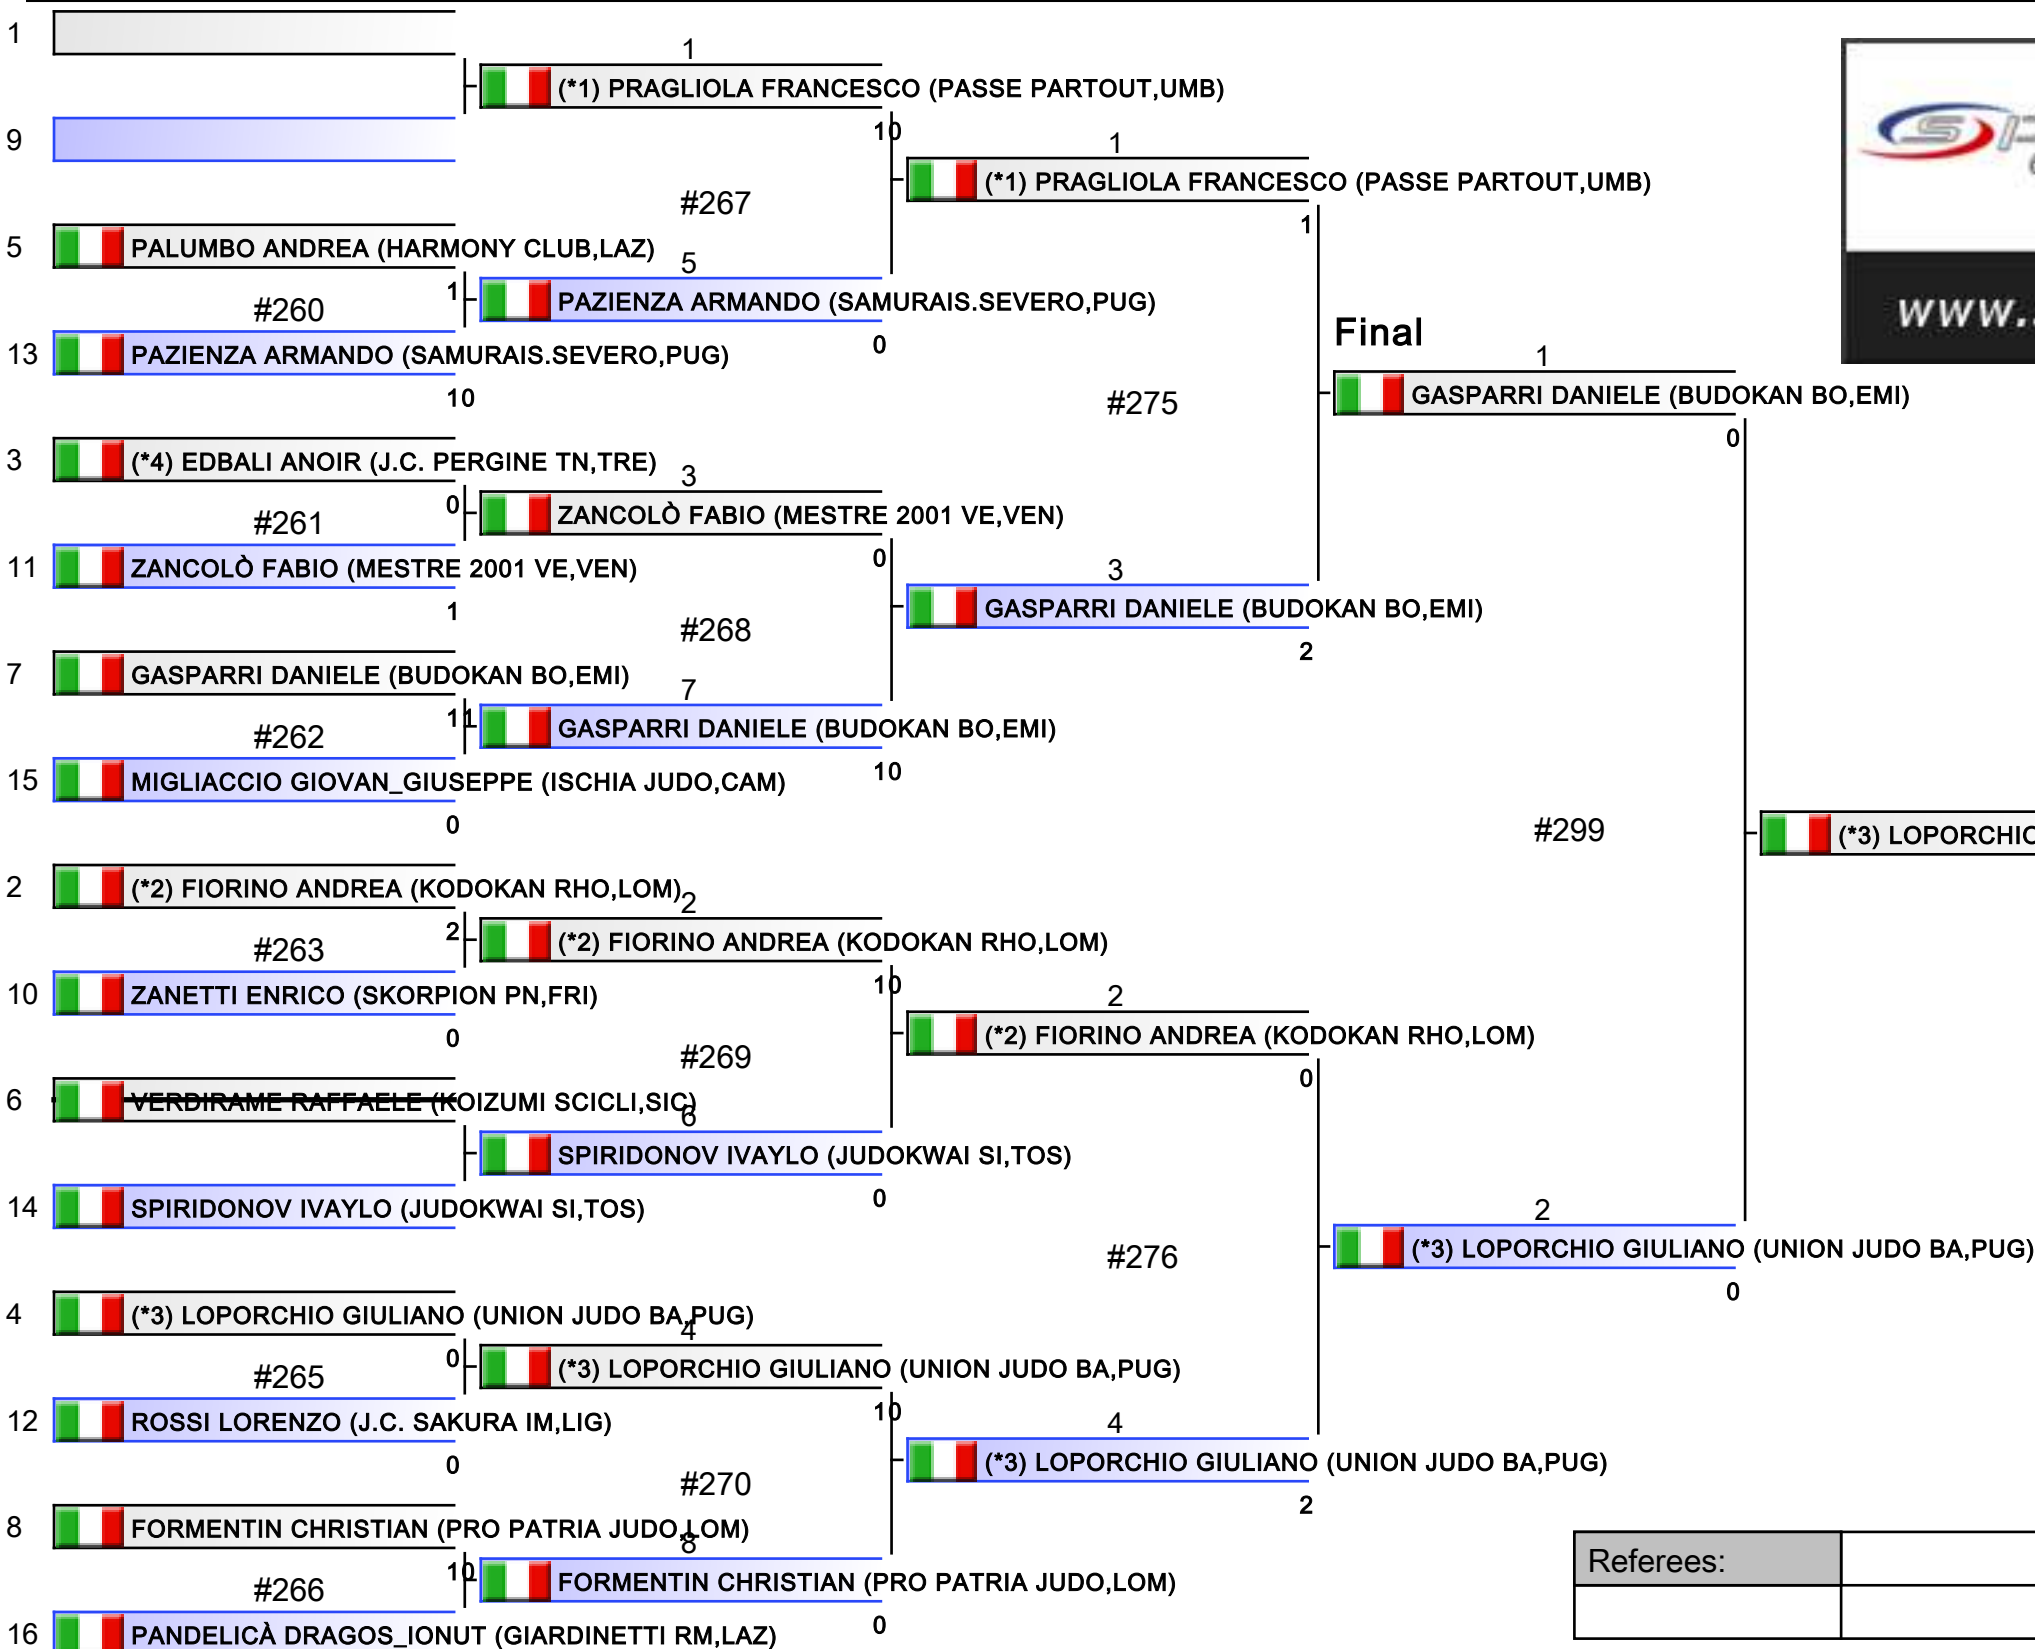 1
1
(*1) PRAGLIOLA FRANCESCO (PASSE PARTOUT,UMB)
10
9
1
(*1) PRAGLIOLA FRANCESCO (PASSE PARTOUT,UMB)
1
#267
5 PALUMBO ANDREA (HARMONY CLUB,LAZ)
1
#260
5
PAZIENZA ARMANDO (SAMURAIS.SEVERO,PUG)
0
13 PAZIENZA ARMANDO (SAMURAIS.SEVERO,PUG)
10
WWW.
Final
1
GASPARRI DANIELE (BUDOKAN BO,EMI)
0
#275
3 (*4) EDBALI ANOIR (J.C. PERGINE TN,TRE)
0
#261
3
ZANCOLÒ FABIO (MESTRE 2001 VE,VEN)
0
11 ZANCOLÒ FABIO (MESTRE 2001 VE,VEN)
1
3
GASPARRI DANIELE (BUDOKAN BO,EMI)
2
#268
7 GASPARRI DANIELE (BUDOKAN BO,EMI)
11
#262
7
GASPARRI DANIELE (BUDOKAN BO,EMI)
10
15 MIGLIACCIO GIOVAN_GIUSEPPE (ISCHIA JUDO,CAM)
0
#299
(*3) LOPORCHIO
2 (*2) FIORINO ANDREA (KODOKAN RHO,LOM)
2
#263
2
(*2) FIORINO ANDREA (KODOKAN RHO,LOM)
10
10 ZANETTI ENRICO (SKORPION PN,FRI)
0
2
(*2) FIORINO ANDREA (KODOKAN RHO,LOM)
0
#269
6 VERDIRAME RAFFAELE (KOIZUMI SCICLI,SIC)
6
SPIRIDONOV IVAYLO (JUDOKWAI SI,TOS)
0
14 SPIRIDONOV IVAYLO (JUDOKWAI SI,TOS)
#276
2
(*3) LOPORCHIO GIULIANO (UNION JUDO BA,PUG)
0
4 (*3) LOPORCHIO GIULIANO (UNION JUDO BA,PUG)
0
#265
4
(*3) LOPORCHIO GIULIANO (UNION JUDO BA,PUG)
10
12 ROSSI LORENZO (J.C. SAKURA IM,LIG)
0
4
(*3) LOPORCHIO GIULIANO (UNION JUDO BA,PUG)
2
#270
8 FORMENTIN CHRISTIAN (PRO PATRIA JUDO,LOM)
10
#266
8
FORMENTIN CHRISTIAN (PRO PATRIA JUDO,LOM)
0
16 PANDELICÀ DRAGOS_IONUT (GIARDINETTI RM,LAZ)
Referees: